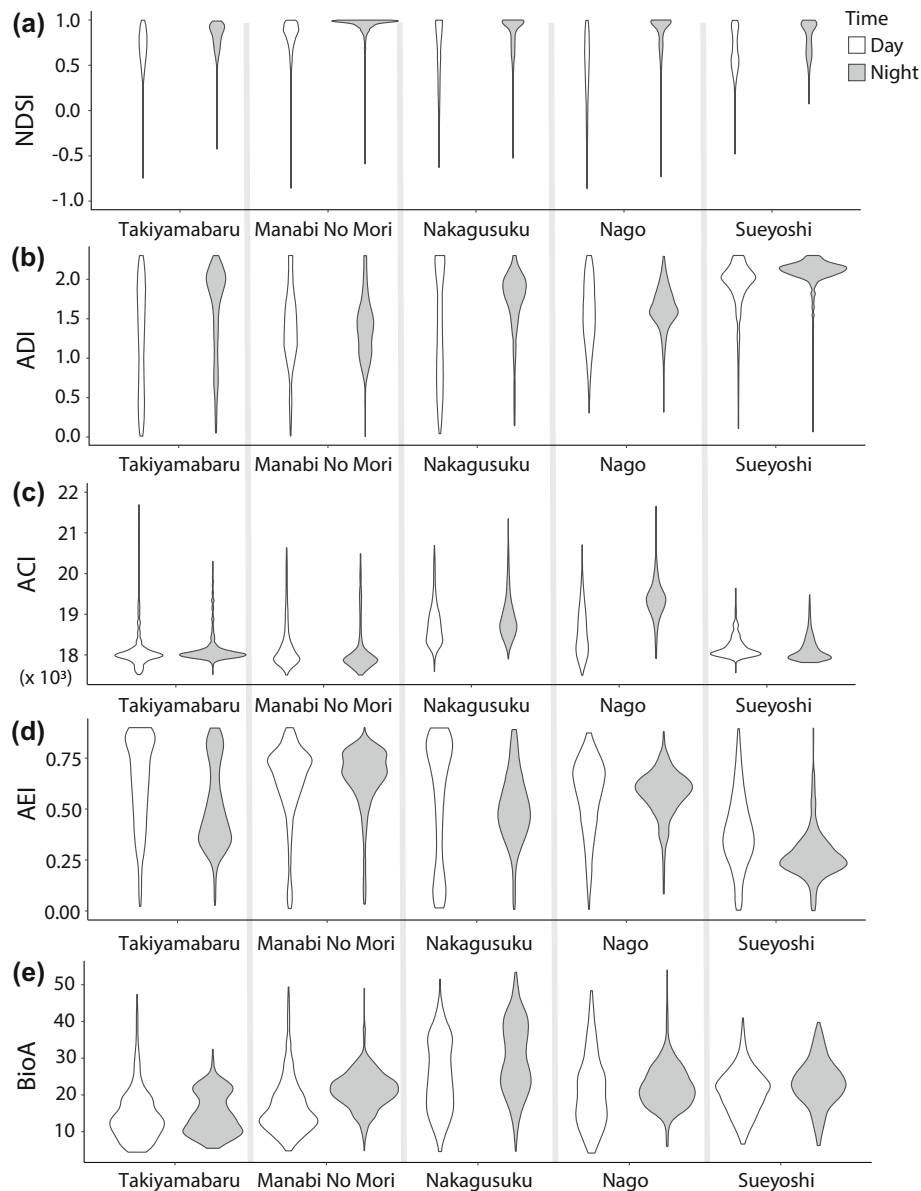 (a)
Time
Day
Night
NDSI
1.0
0.5
0.0
-0.5
-1.0
Takiyamabaru Manabi No Mori Nakagusuku Nago Sueyoshi
(b)
ADI
2.0
1.5
1.0
0.5
0.0
Takiyamabaru Manabi No Mori Nakagusuku Nago Sueyoshi
(c)
ACI
22
21
20
19
18
(x 10³)
Takiyamabaru Manabi No Mori Nakagusuku Nago Sueyoshi
(d)
AEI
0.75
0.50
0.25
0.00
Takiyamabaru Manabi No Mori Nakagusuku Nago Sueyoshi
(e)
BioA
50
40
30
20
10
Takiyamabaru Manabi No Mori Nakagusuku Nago Sueyoshi